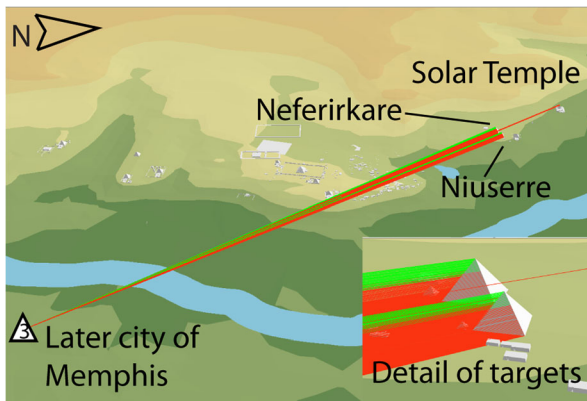 N
Solar Temple
Neferirkare
Niuserre
3
Later city of
Memphis
Detail of targets